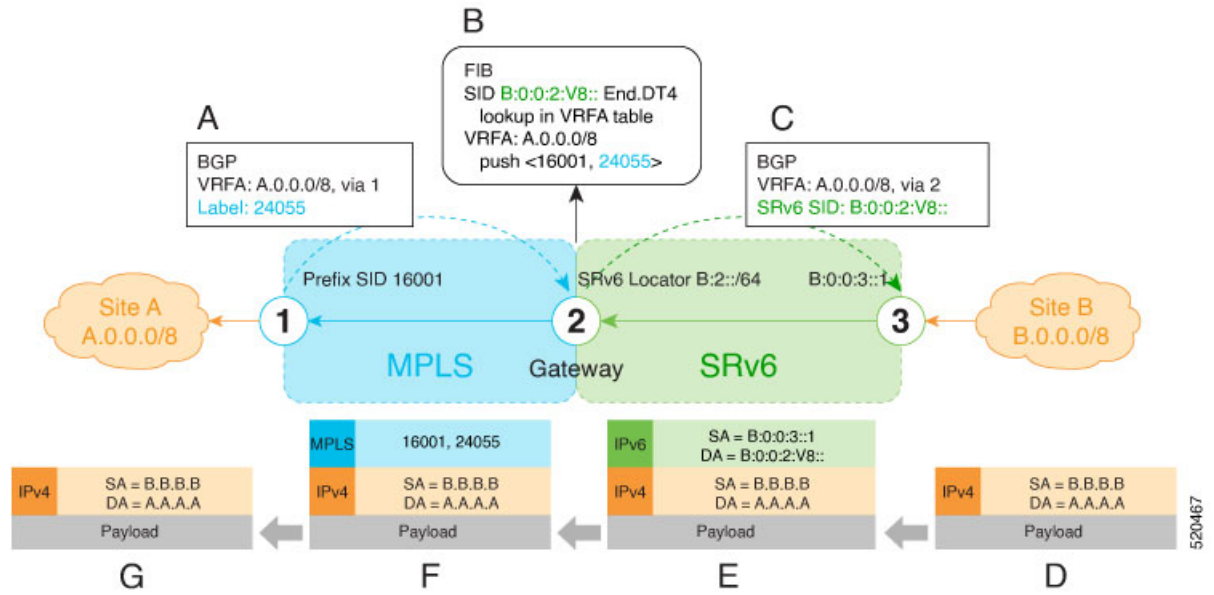 B
FIB
SID B:0:0:2:V8:: End.DT4
lookup in VRFA table
VRFA: A.0.0.0/8
push <16001, 24055>
A
BGP
VRFA: A.0.0.0/8, via 1
Label: 24055
C
BGP
VRFA: A.0.0.0/8, via 2
SRv6 SID: B:0:0:2:V8::
Prefix SID 16001
SRv6 Locator B:2::/64
B:0:0:3::1
Site A
A.0.0.0/8
1
2
3
Site B
B.0.0.0/8
MPLS
Gateway
SRv6
IPv4
SA = B.B.B.B
DA = A.A.A.A
Payload
G
MPLS
16001, 24055
IPv4
SA = B.B.B.B
DA = A.A.A.A
Payload
F
IPv6
SA = B:0:0:3::1
DA = B:0:0:2:V8::
IPv4
SA = B.B.B.B
DA = A.A.A.A
Payload
E
IPv4
SA = B.B.B.B
DA = A.A.A.A
Payload
D
520467